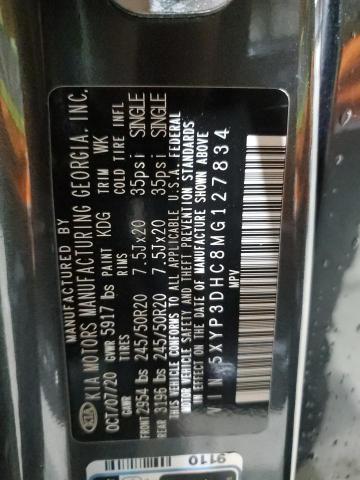 MANUFACTURED BY
KIA KIA MOTORS MANUFACTURING GEORGIA, INC.
OCT/07/20 GVWR 5917 lbs PAINT KDG TRIM WK
GAWR TIRES RIMS COLD TIRE INFL
FRONT 2954 lbs 245/50R20 7.5Jx20 35psi SINGLE
REAR 3196 lbs 245/50R20 7.5Jx20 35psi SINGLE
THIS VEHICLE CONFORMS TO ALL APPLICABLE U.S.A. FEDERAL
MOTOR VEHICLE SAFETY AND THEFT PREVENTION STANDARDS
IN EFFECT ON THE DATE OF MANUFACTURE SHOWN ABOVE
VIN 5XYP3DHC8MG127834
MPV
9110